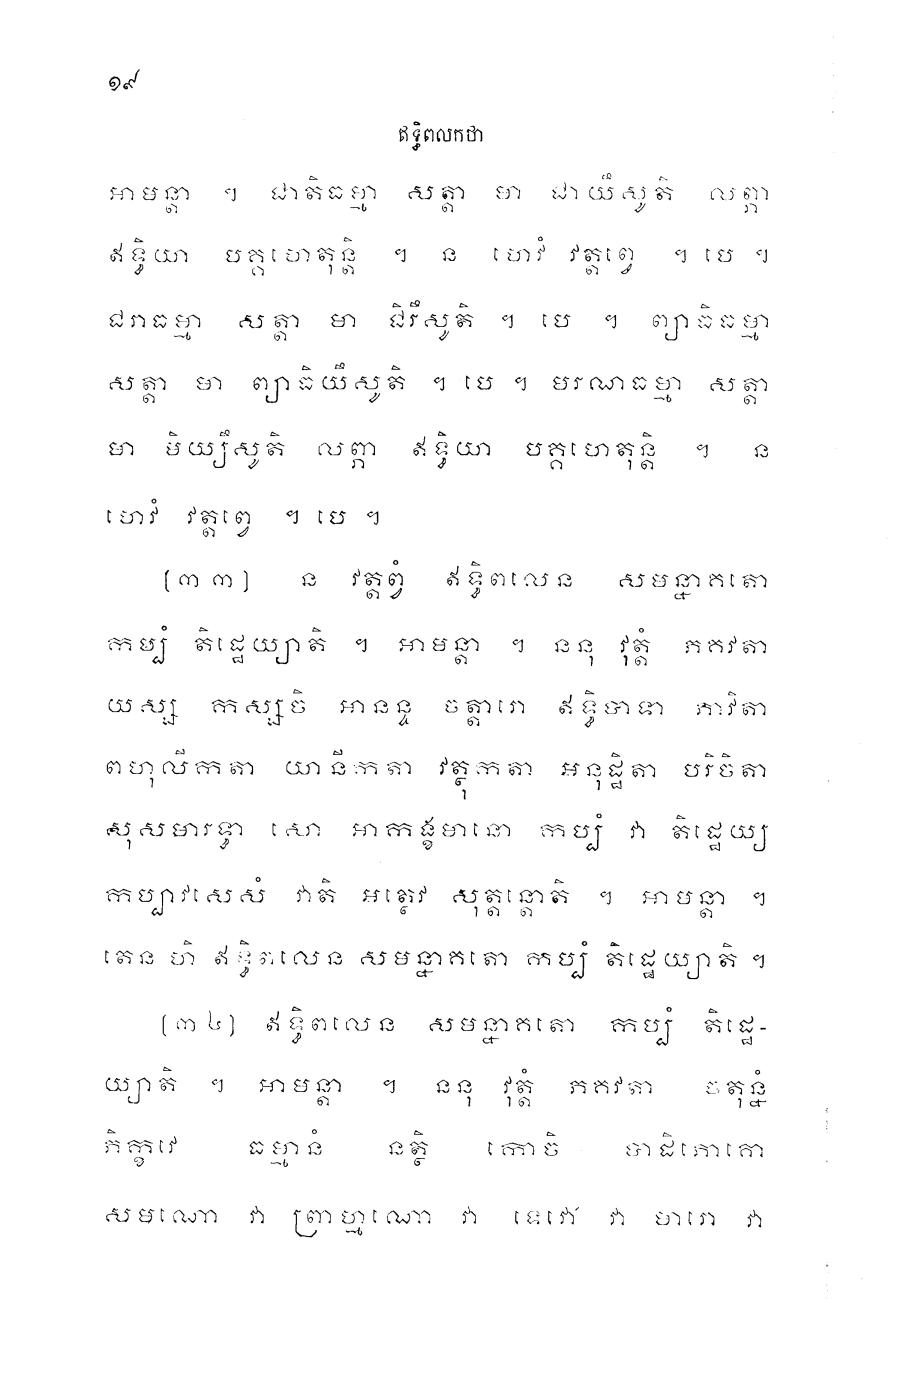 ១៩
ឥទ្ធិពលកថា
អាមន្តា ។ ជាតិធម្មា សត្តា មា ជាយឹសូតិ លព្ភា
ឥទ្ធិយា បគ្គហេតុន្តិ ។ ន ហេវំ វត្តព្វេ ។ បេ ។
ជរាធម្មា សត្តា មា ជិរឹសូតិ ។ បេ ។ ព្យាធិធម្មា
សត្តា មា ព្យាធិយឹសូតិ ។ បេ ។ មរណាធម្មា សត្តា
មា មិយ្យឹសូតិ លព្ភា ឥទ្ធិយា បគ្គហេតុន្តិ ។ ន
ហេវំ វត្តព្វេ ។ បេ ។
[៣៣] ន វត្តព្វំ ឥទ្ធិពលេន សមន្នាគតោ
កប្បំ តិដ្ឋេយ្យាតិ ។ អាមន្តា ។ ននុ វុត្តំ ភគវតា
យស្ស កស្សចិ អានន្ទ ចត្តារោ ឥទ្ធិបាទា ភាវិតា
ពហុលីកតា យានីកតា វត្ថុកតា អនុដ្ឋិតា បរិចិតា
សុសមារទ្ធា សោ អាកង្ខមានោ កប្បំ វា តិដ្ឋេយ្យ
កប្បាវសេសំ វាតិ អត្ថេវ សុត្តន្តោតិ ។ អាមន្តា ។
តេន ហិ ឥទ្ធិពលេន សមន្នាគតោ កប្បំ តិដ្ឋេយ្យាតិ ។
[៣៤] ឥទ្ធិពលេន សមន្នាគតោ កប្បំ តិដ្ឋេ-
យ្យាតិ ។ អាមន្តា ។ ននុ វុត្តំ ភគវតា ចតុន្នំ
ភិក្ខវេ ធម្មានំ នត្ថិ កោចិ បាដិភោគោ
សមណោ វា ព្រាហ្មណោ វា ទេវោ វា មារោ វា